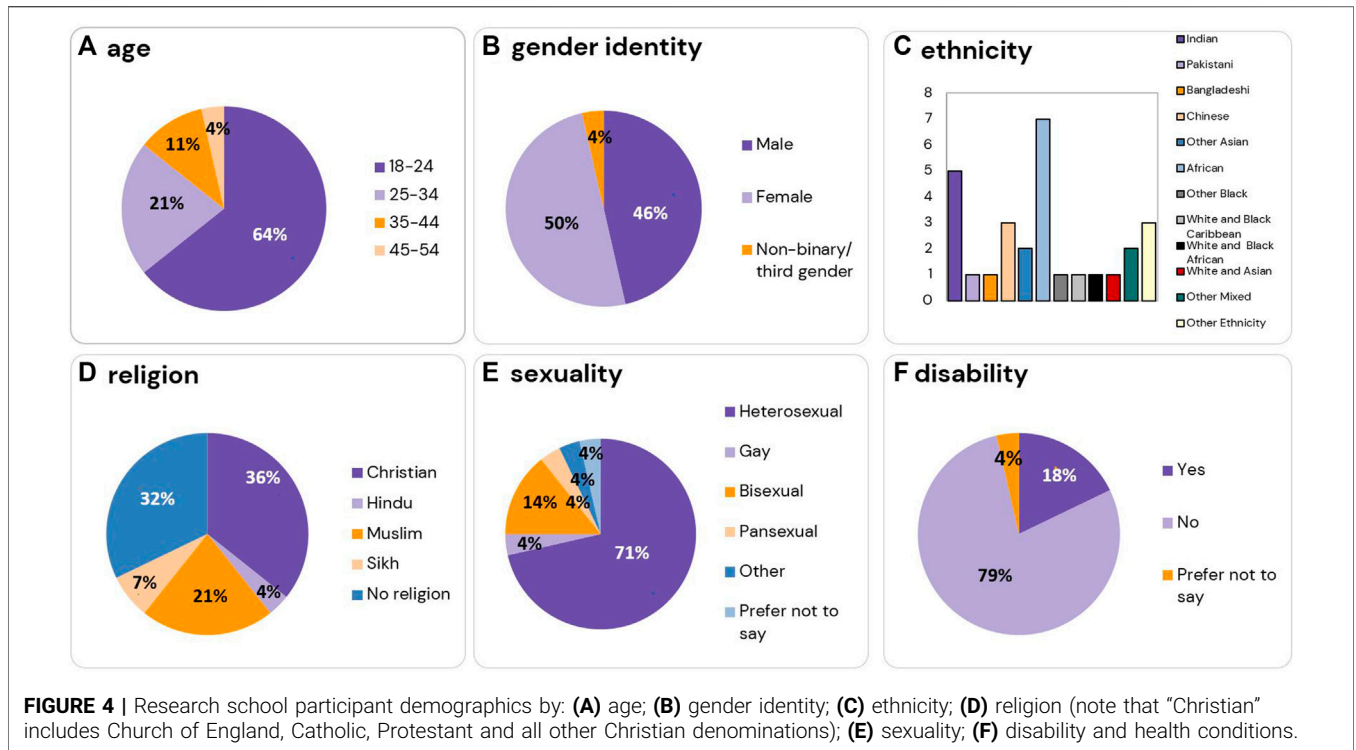 A age
4%
11%
21%
64%
18-24
25-34
35-44
45-54
B gender identity
4%
50%
46%
Male
Female
Non-binary/
third gender
C ethnicity
8
7
6
5
4
3
2
1
0
Indian
Pakistani
Bangladeshi
Chinese
Other Asian
African
Other Black
White and Black
Caribbean
White and Black
African
White and Asian
Other Mixed
Other Ethnicity
D religion
32%
36%
7%
21%
4%
Christian
Hindu
Muslim
Sikh
No religion
E sexuality
4%
4%
14%
4%
4%
71%
Heterosexual
Gay
Bisexual
Pansexual
Other
Prefer not to
say
F disability
4%
18%
79%
Yes
No
Prefer not to
say
FIGURE 4 | Research school participant demographics by: (A) age; (B) gender identity; (C) ethnicity; (D) religion (note that “Christian”
includes Church of England, Catholic, Protestant and all other Christian denominations); (E) sexuality; (F) disability and health conditions.